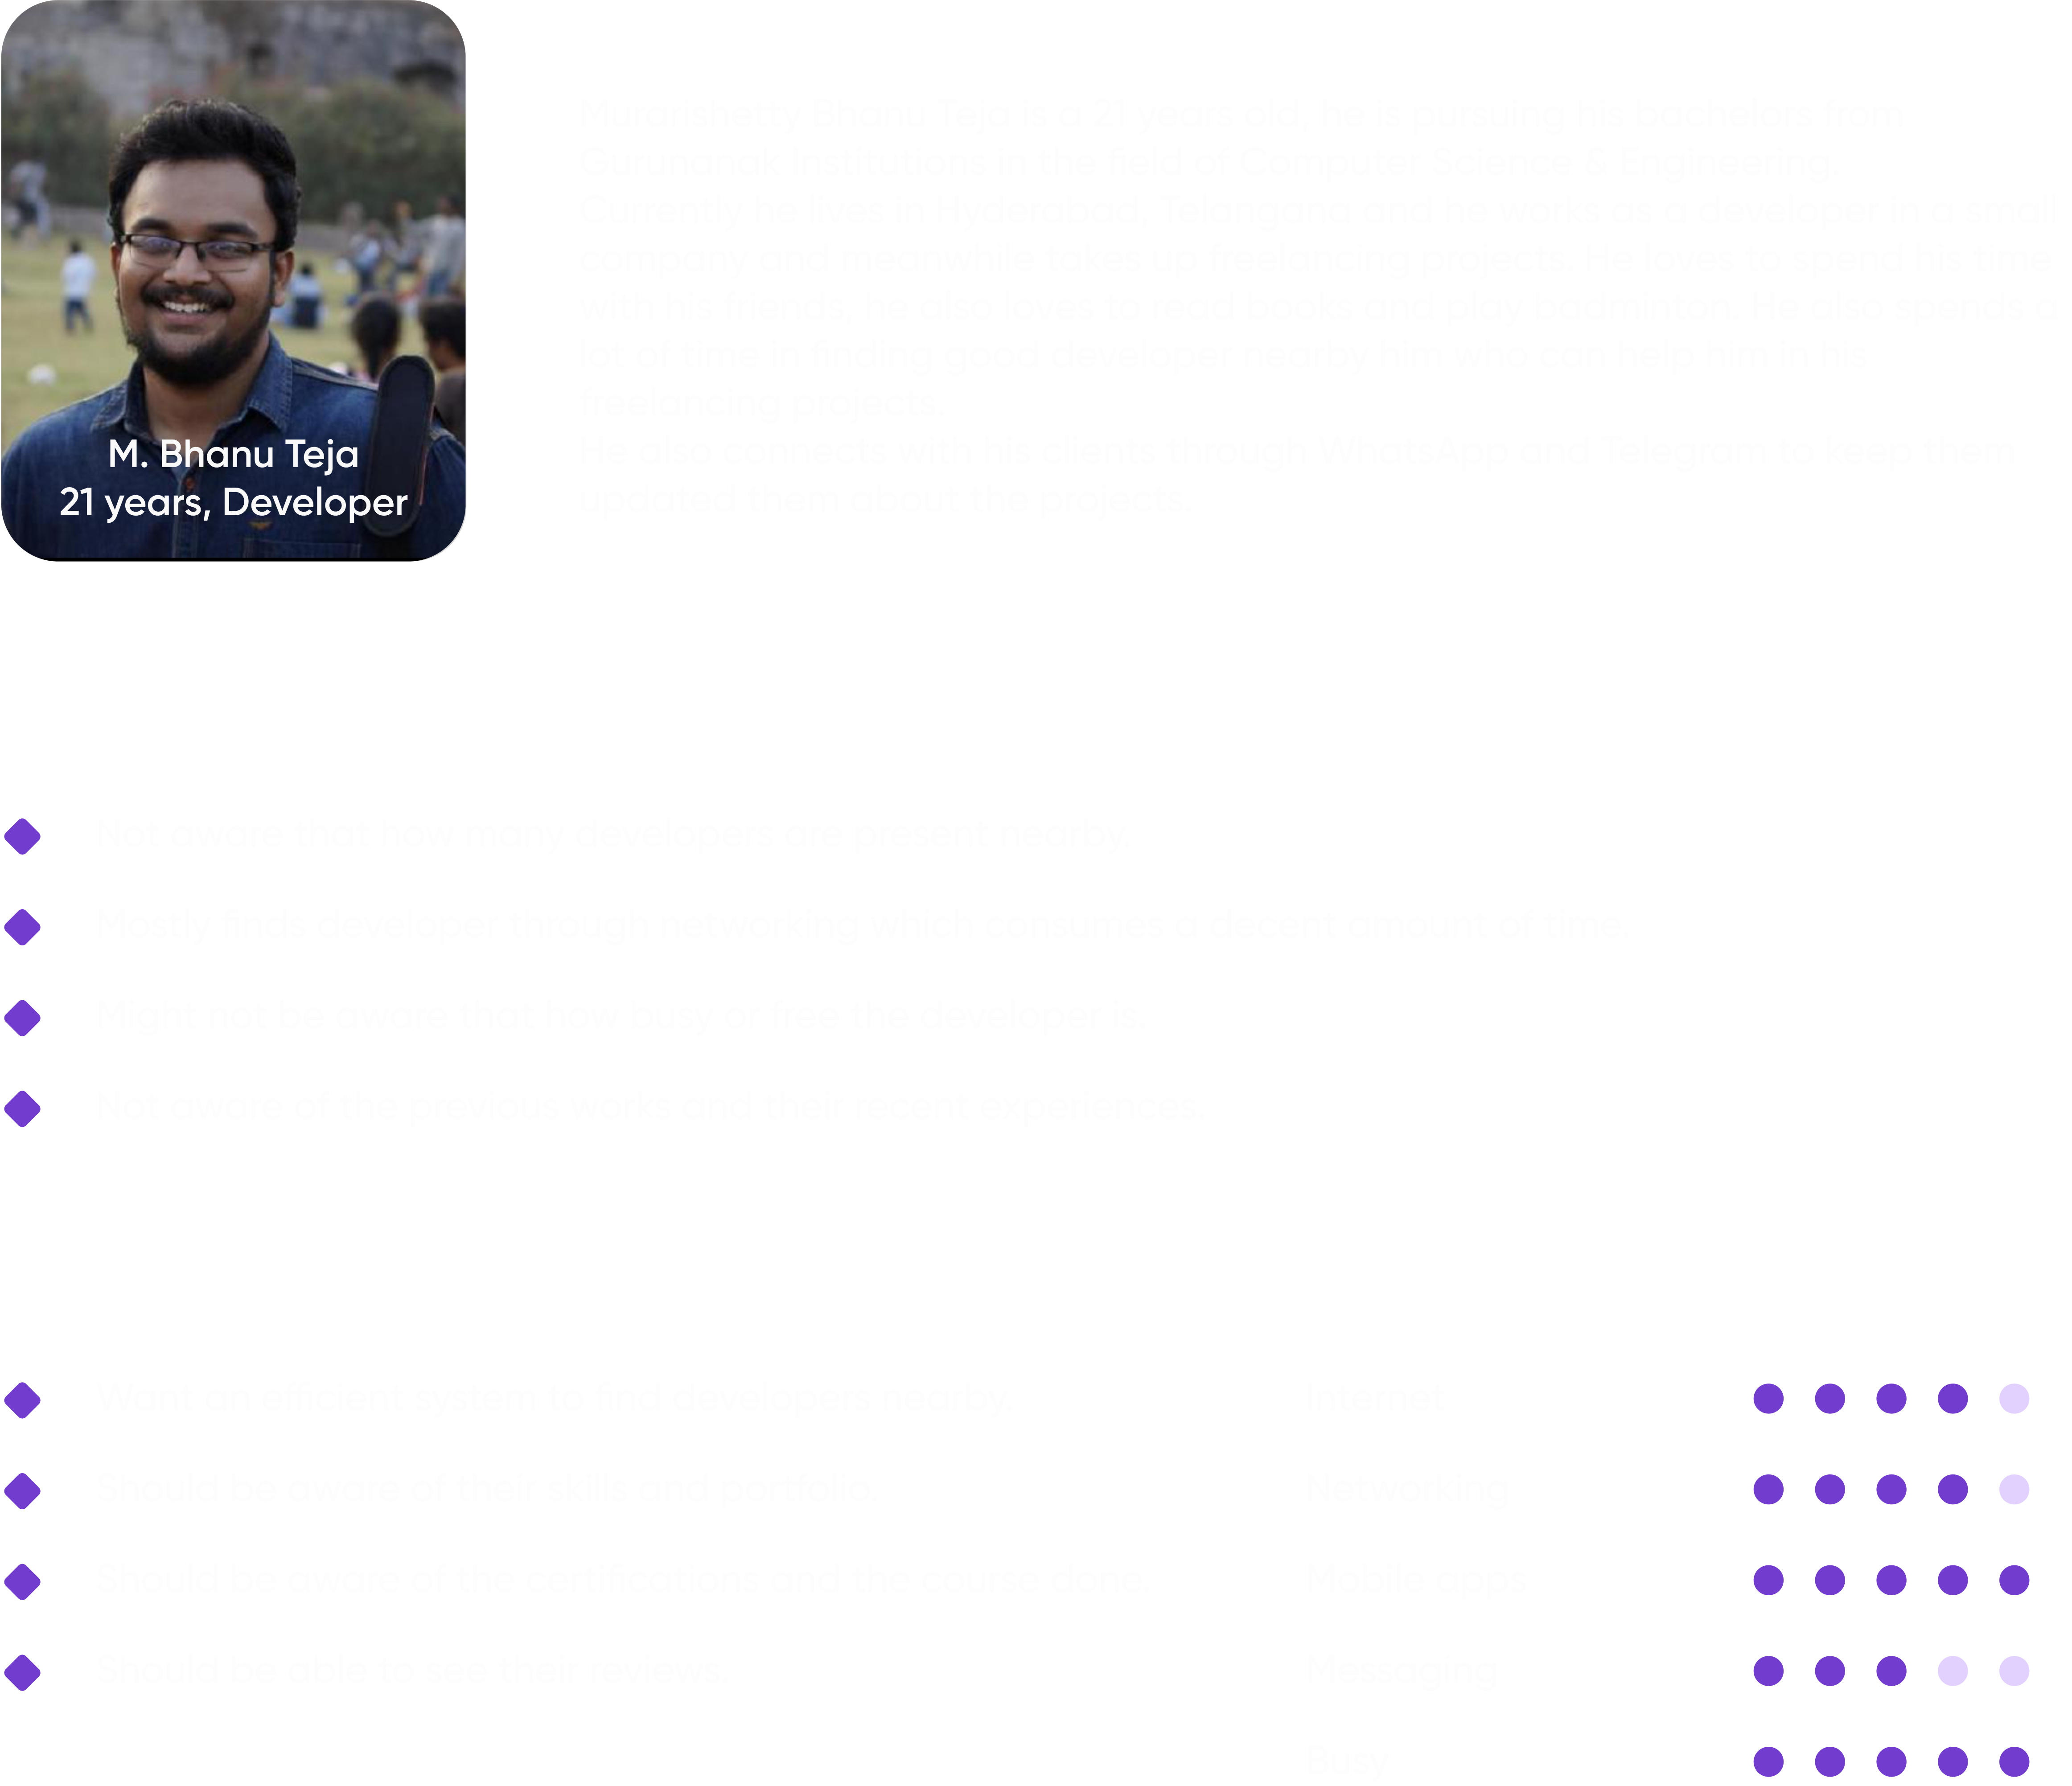 M. Bhanu Teja
21 years, Developer
Muranshetty Bhanu Teja is a 21 years old, he is pursuing his bachelors from
Gurunanak Institutions in the field of Computer Science & Engineering.
Currently he lives in Hyderabad, Telangana and he works as a developer in a small
company and meanwhile takes up freelancing projects. He loves to spend his time
with his friends, he also loves to read books and play badminton. He also spends a
lot of time in finding good developer nearby him who can help him in his
freelancing projects.
He also connects with his clients through WhatsApp and Telegram to keep them
updated them about the projects.
Not aware that how many developers are present nearby.
Mostly finds developer through networking which consumes a decent amount of time.
Might not be aware that how busy or free the developer is.
Not aware of the previous works and their recent experiences.
Want an efficient system to find developers nearby
Internet
Should be aware of their skills and portfolio.
Networking
Should be aware of the certifications and the course done
Mobile apps
Should be able to see their reviews
Messaging
Busy